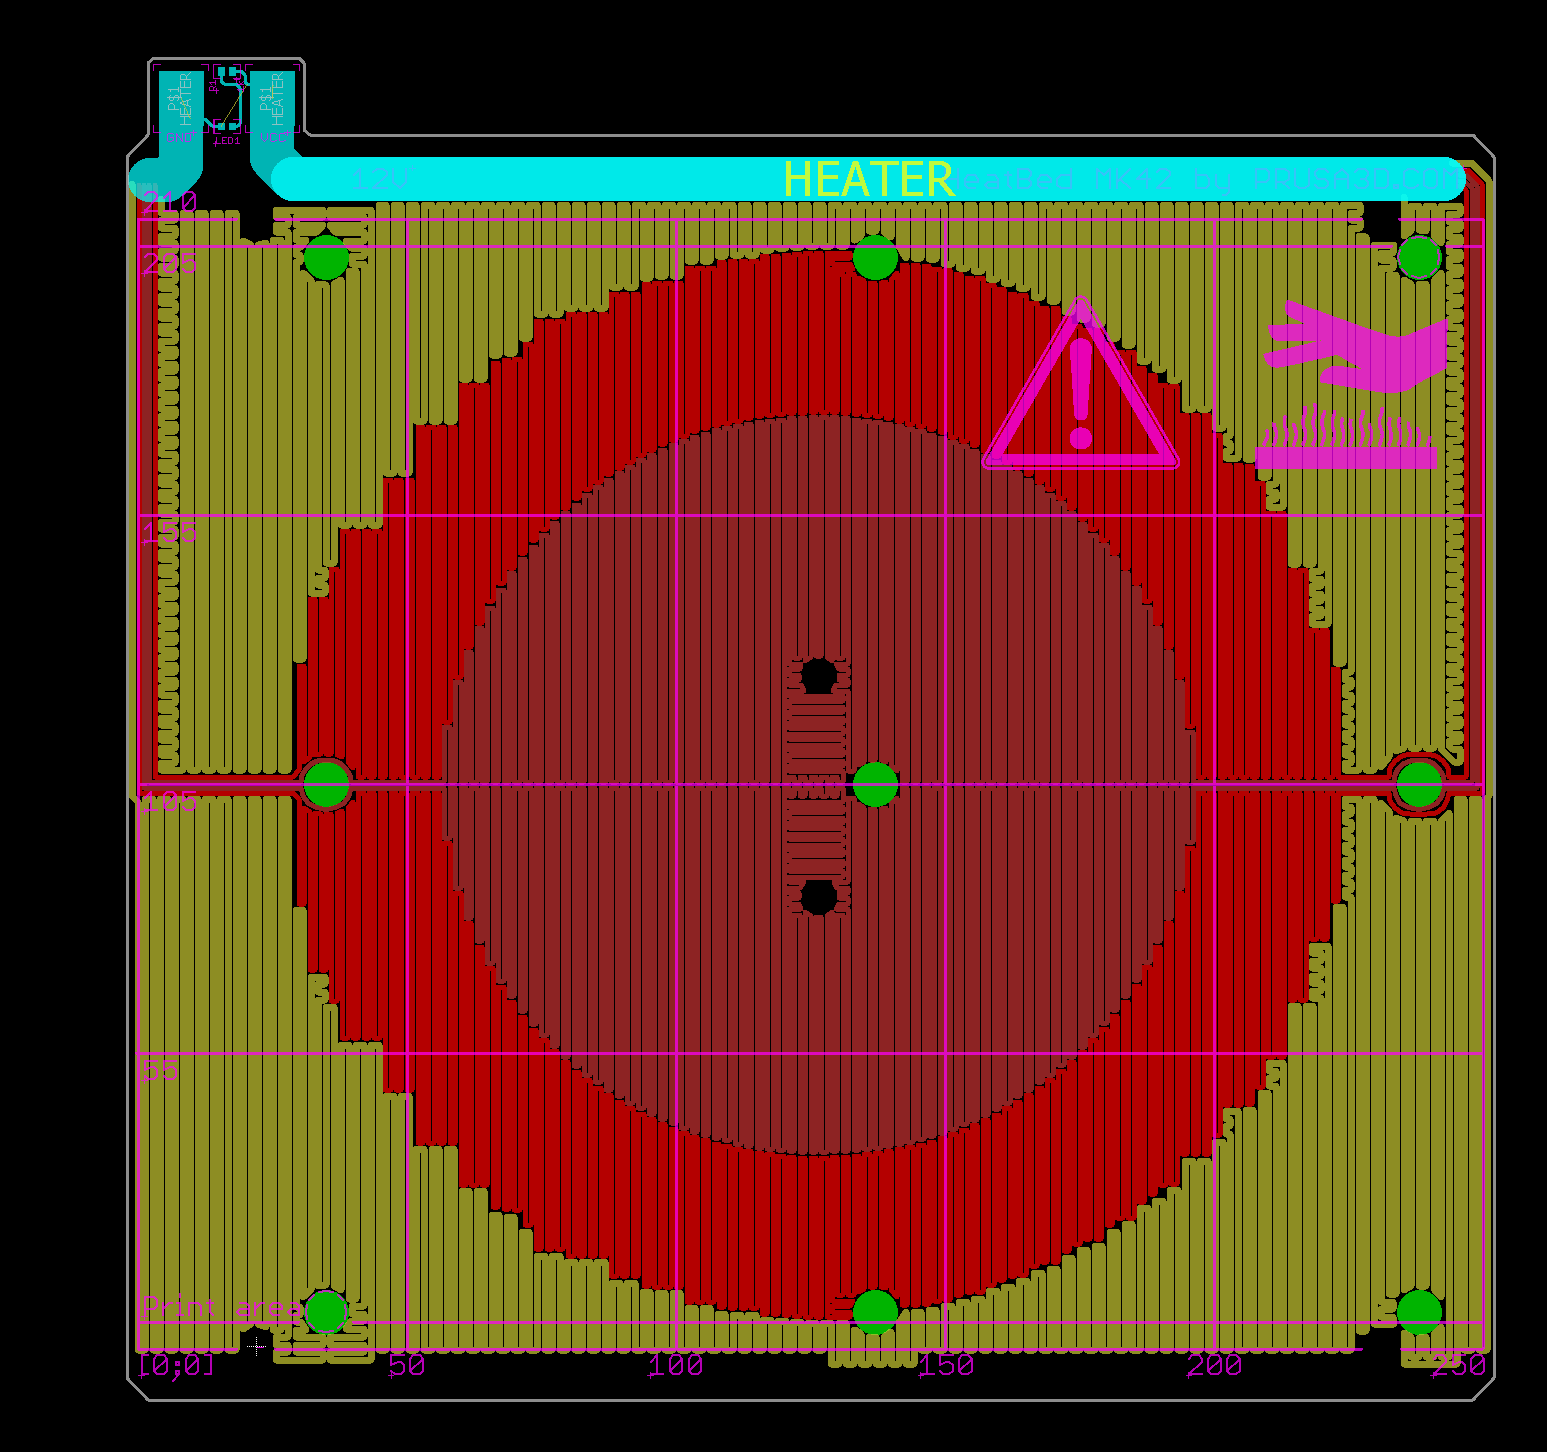 P$1
HEATER
R1
P$1
HEATER
GND
LED1
VCC
12V
HEATER
HeatBed MK42 by PRUSA3D.COM
210
205
155
105
55
Print area
[0;0]
50
100
150
200
250